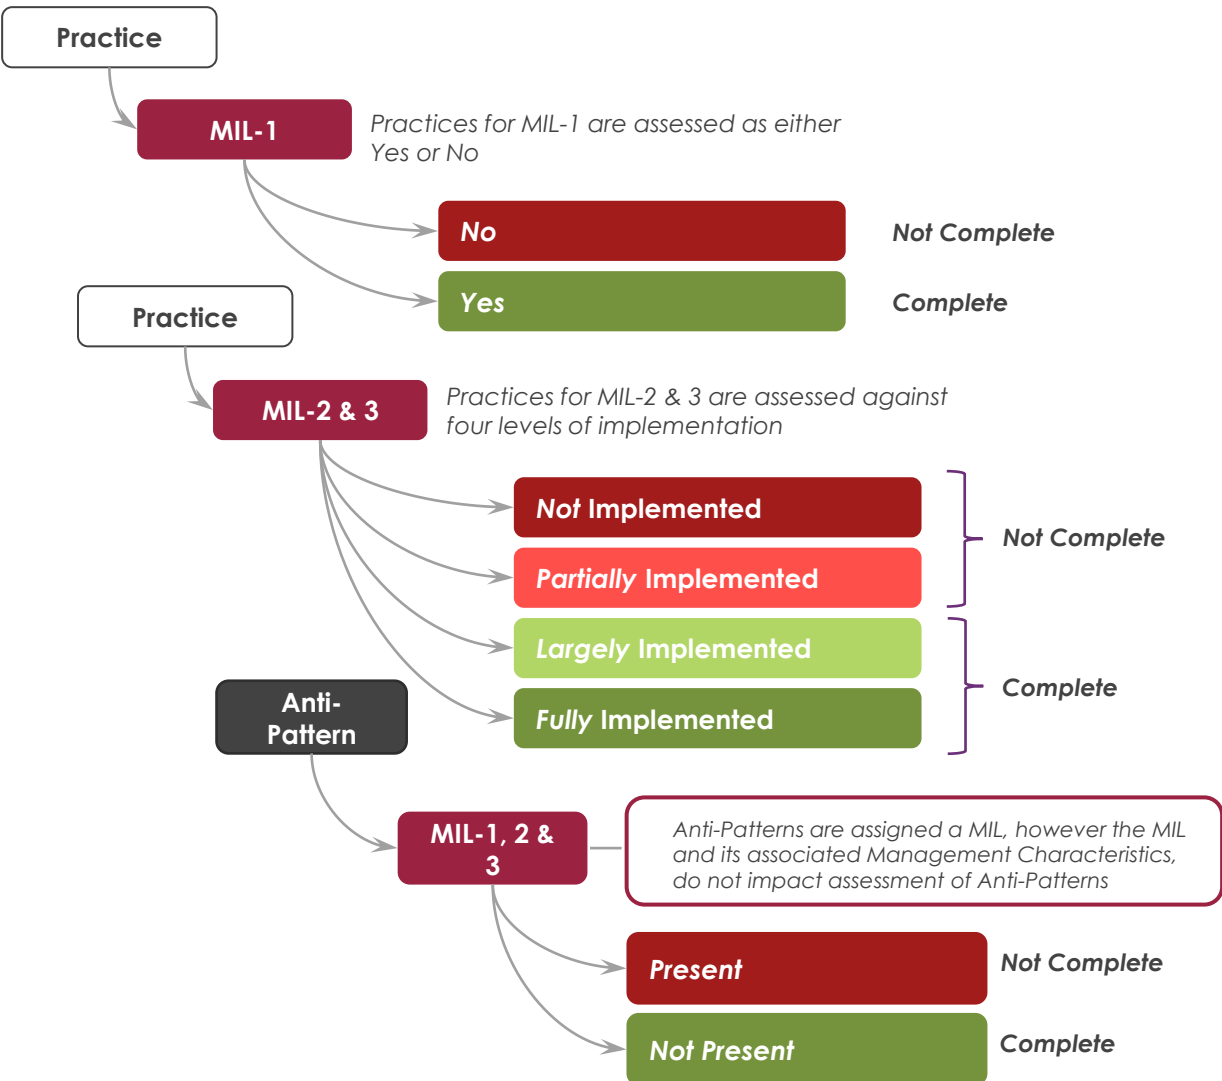 Practice
MIL-1
Practices for MIL-1 are assessed as either
Yes or No
No
Not Complete
Yes
Complete
Practice
MIL-2 & 3
Practices for MIL-2 & 3 are assessed against
four levels of implementation
Not Implemented
Partially Implemented
Not Complete
Largely Implemented
Fully Implemented
Complete
Anti-
Pattern
MIL-1, 2 &
3
Anti-Patterns are assigned a MIL, however the MIL
and its associated Management Characteristics,
do not impact assessment of Anti-Patterns
Present
Not Complete
Not Present
Complete